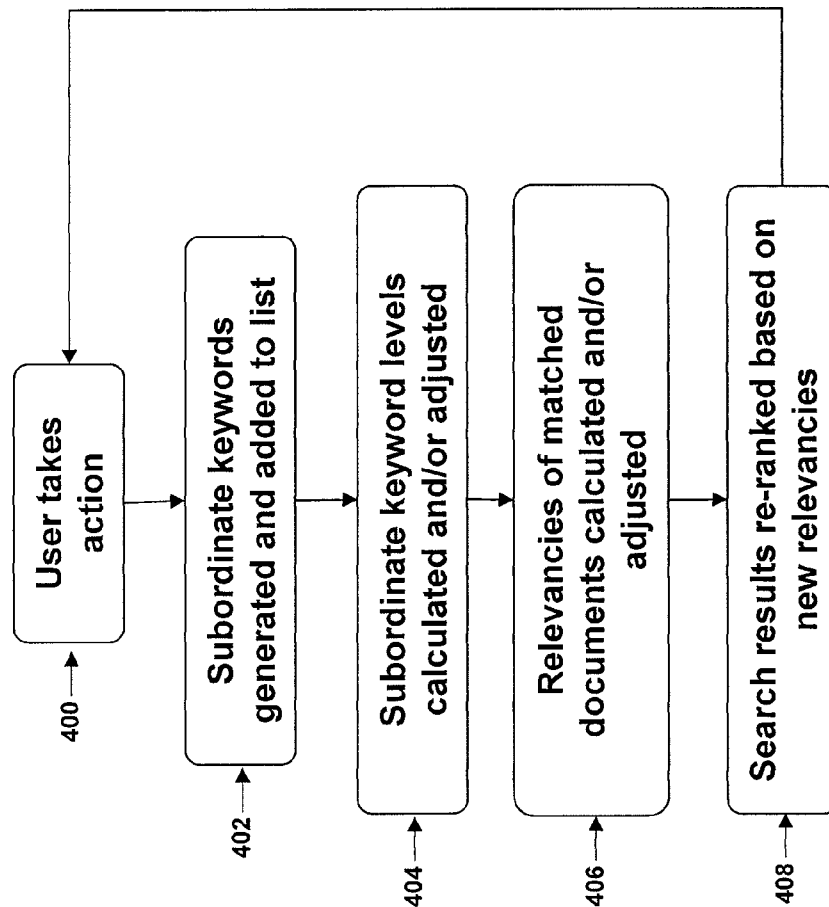 400
User takes
action
402
Subordinate keywords
generated and added to list
404
Subordinate keyword levels
calculated and/or adjusted
406
Relevancies of matched
documents calculated and/or
adjusted
408
Search results re-ranked based on
new relevancies